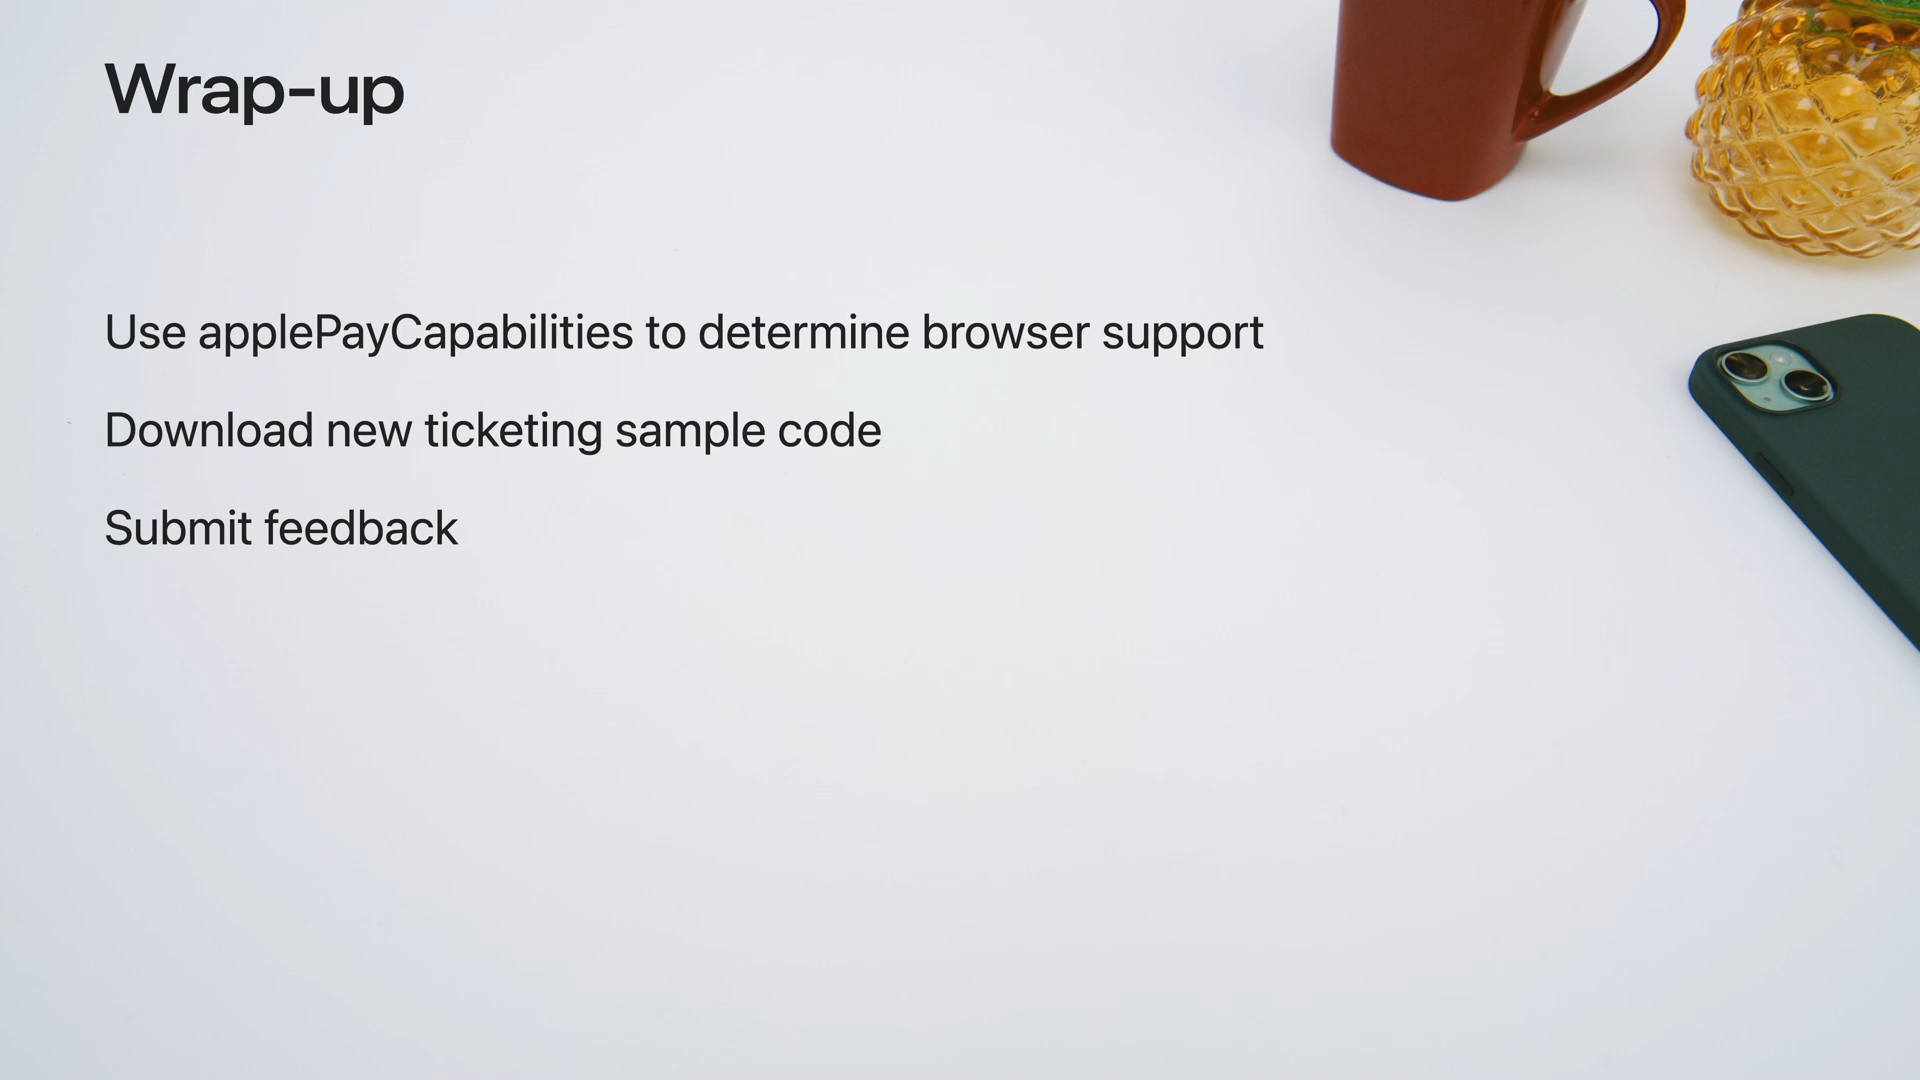 Wrap-up
Use applePayCapabilities to determine browser support
Download new ticketing sample code
Submit feedback